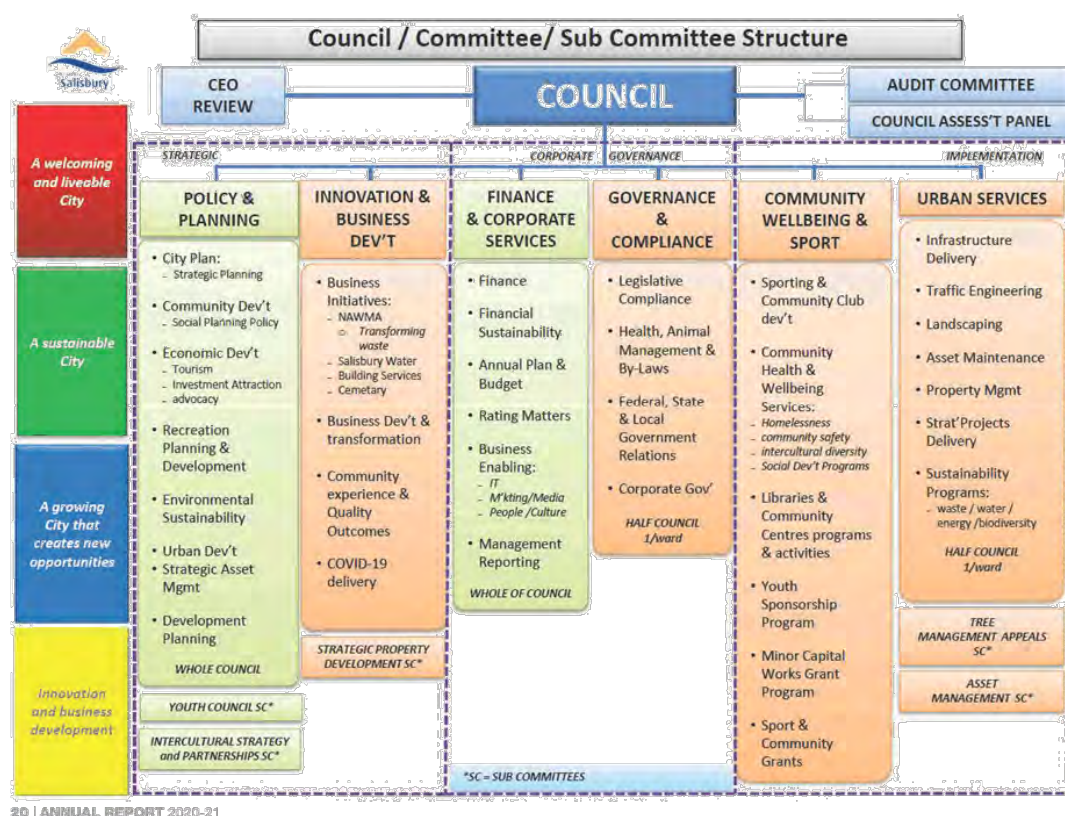 Council / Committee/ Sub Committee Structure
Salisbury
CEO
REVIEW
COUNCIL
AUDIT COMMITTEE
COUNCIL ASSESS'T PANEL
A welcoming
and liveable
City
A sustainable
City
A growing
City that
creates new
opportunities
Innovation
and business
development
STRATEGIC
CORPORATE GOVERNANCE
IMPLEMENTATION
POLICY &
PLANNING
• City Plan:
- Strategic Planning
• Community Dev't
- Social Planning Policy
• Economic Dev't
- Tourism
- Investment Attraction
- advocacy
• Recreation
Planning &
Development
• Environmental
Sustainability
• Urban Dev't
• Strategic Asset
Mgmt
• Development
Planning
WHOLE COUNCIL
YOUTH COUNCIL SC*
INTERCULTURAL STRATEGY
and PARTNERSHIPS SC*
INNOVATION &
BUSINESS
DEV'T
• Business
Initiatives:
- NAWMA
o Transforming
waste
- Salisbury Water
- Building Services
- Cemetary
• Business Dev't &
transformation
• Community
experience &
Quality
Outcomes
• COVID-19
delivery
STRATEGIC PROPERTY
DEVELOPMENT SC*
FINANCE
& CORPORATE
SERVICES
• Finance
• Financial
Sustainability
• Annual Plan &
Budget
• Rating Matters
• Business
Enabling:
- IT
- M'kting/Media
- People /Culture
• Management
Reporting
WHOLE OF COUNCIL
GOVERNANCE
&
COMPLIANCE
• Legislative
Compliance
• Health, Animal
Management &
By-Laws
• Federal, State
& Local
Government
Relations
• Corporate Gov'
HALF COUNCIL
1/ward
COMMUNITY
WELLBEING &
SPORT
• Sporting &
Community Club
dev't
• Community
Health &
Wellbeing
Services:
- Homelessness
- community safety
- intercultural diversity
- Social Dev't Programs
• Libraries &
Community
Centres programs
& activities
• Youth
Sponsorship
Program
• Minor Capital
Works Grant
Program
• Sport &
Community
Grants
URBAN SERVICES
• Infrastructure
Delivery
• Traffic Engineering
• Landscaping
• Asset Maintenance
• Property Mgmt
• Strat'Projects
Delivery
• Sustainability
Programs:
- waste / water /
energy /biodiversity
HALF COUNCIL
1/ward
TREE
MANAGEMENT APPEALS
SC*
ASSET
MANAGEMENT SC*
*SC = SUB COMMITTEES
20 | ANNUAL REPORT 2020-21